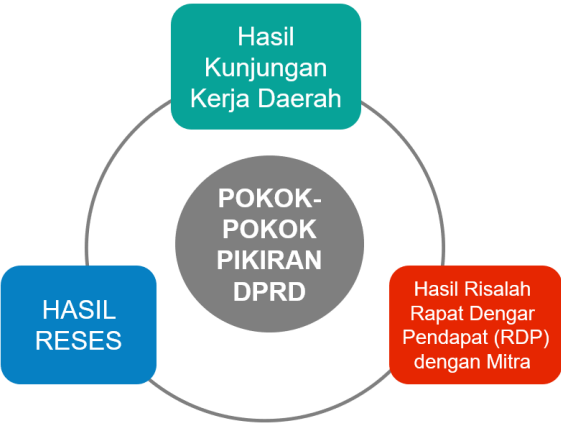 Hasil
Kunjungan
Kerja Daerah
POKOK-
POKOK
PIKIRAN
DPRD
HASIL
RESES
Hasil Risalah
Rapat Dengar
Pendapat (RDP)
dengan Mitra